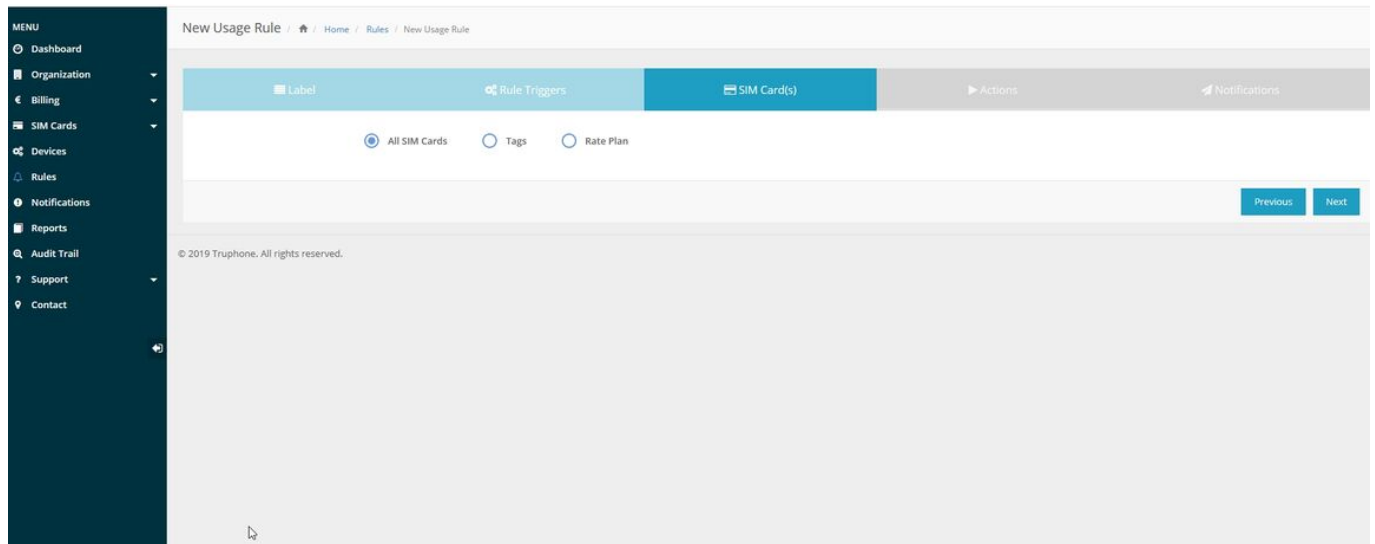 MENU
Dashboard
Organization
€ Billing
SIM Cards
Devices
Rules
Notifications
Reports
Audit Trail
? Support
Contact
New Usage Rule / / Home / Rules / New Usage Rule
Label
Rule Triggers
SIM Card(s)
Actions
Notifications
All SIM Cards
Tags
Rate Plan
Previous
Next
© 2019 Truphone. All rights reserved.